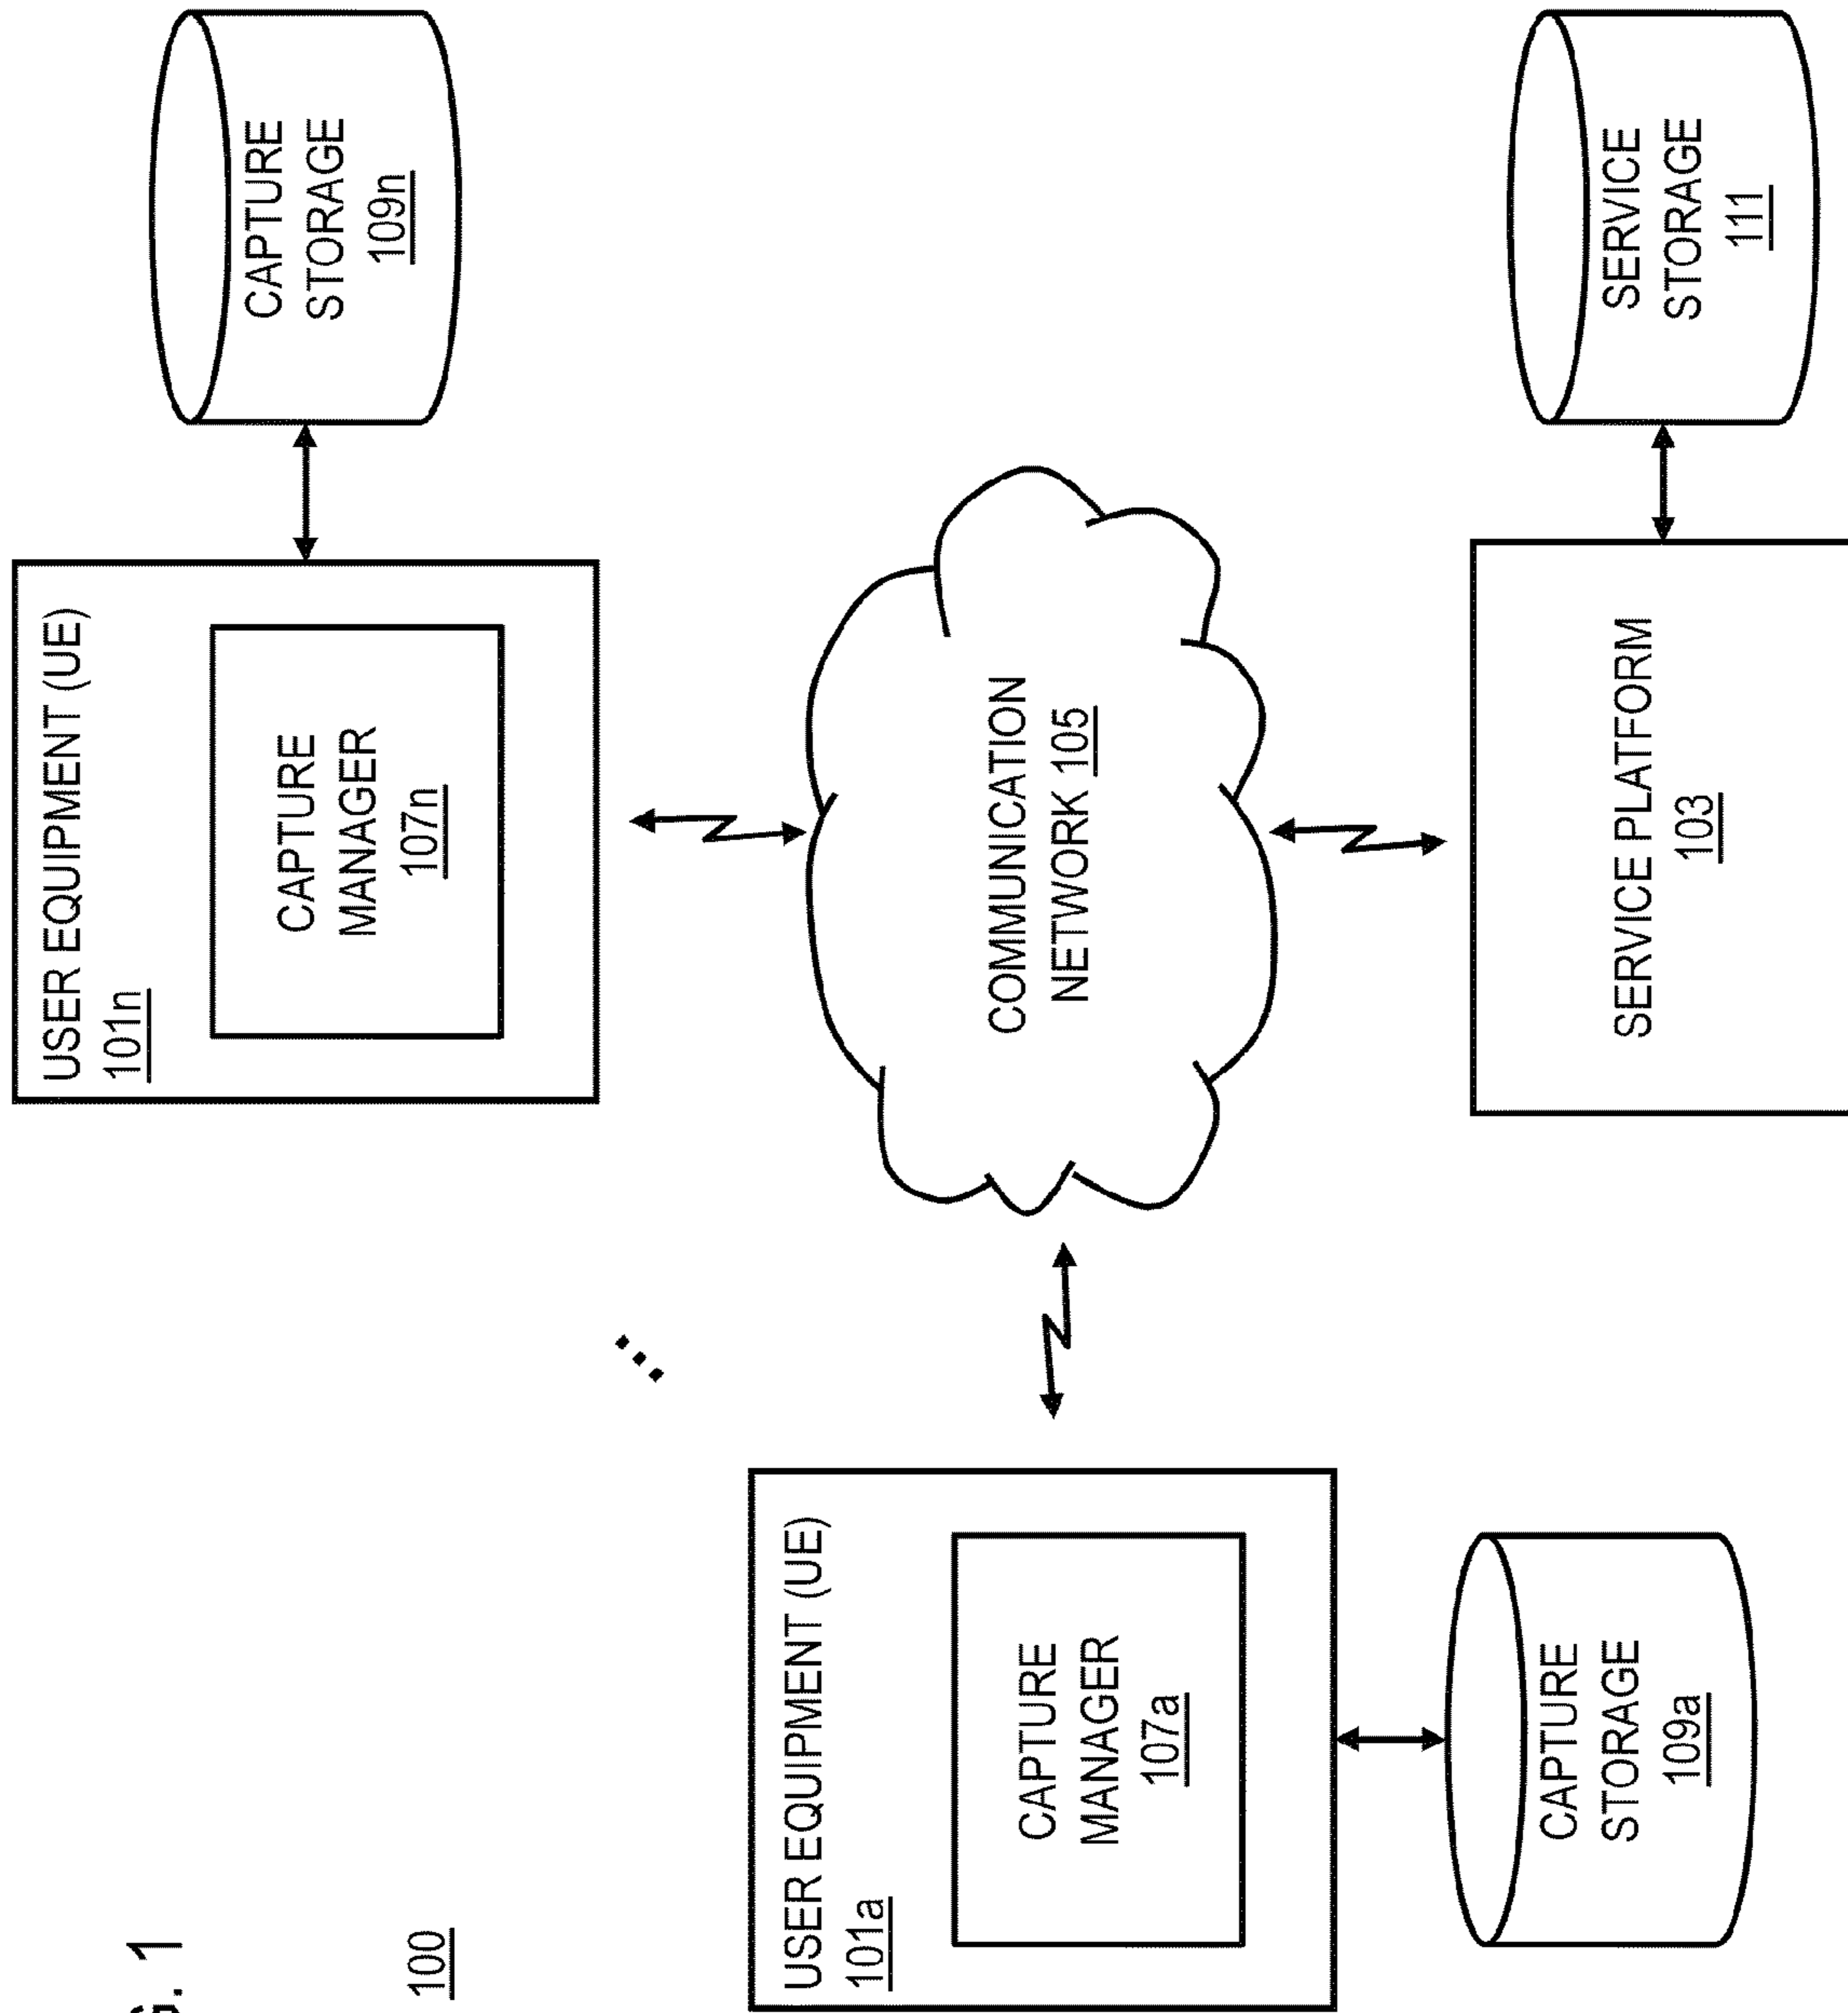 G. 1
100
USER EQUIPMENT (UE)
101a
CAPTURE
MANAGER
107a
CAPTURE
STORAGE
109a
...
USER EQUIPMENT (UE)
101n
CAPTURE
MANAGER
107n
CAPTURE
STORAGE
109n
COMMUNICATION
NETWORK 105
SERVICE PLATFORM
103
SERVICE
STORAGE
111